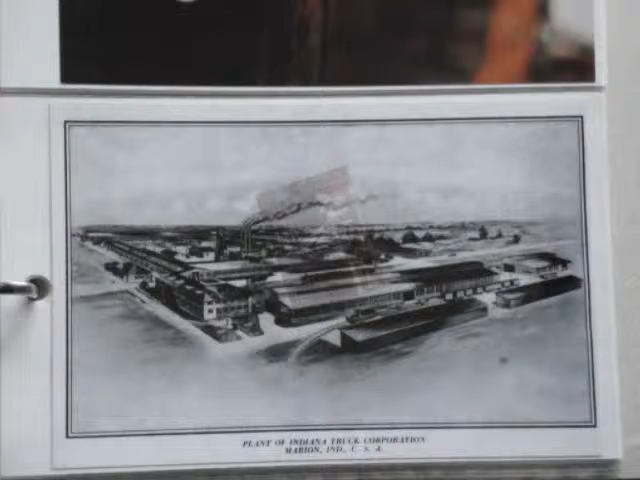 PLANT OF INDIANA TRUCK CORPORATION
MARION, IND., U. S. A.